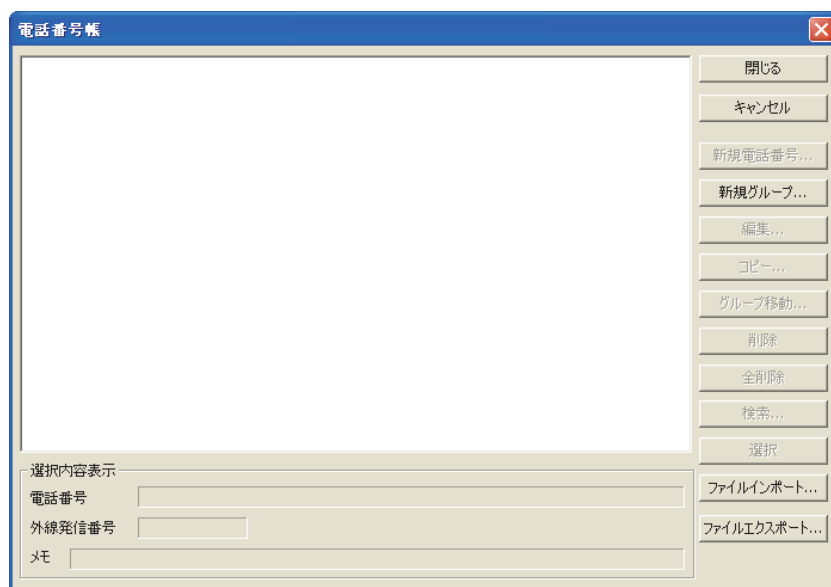 電話番号帳
閉じる
キャンセル
新規電話番号...
新規グループ...
編集...
コピー...
グループ移動...
削除
全削除
検索...
選択
ファイルインポート...
ファイルエクスポート...
選択内容表示
電話番号
外線発信番号
メモ